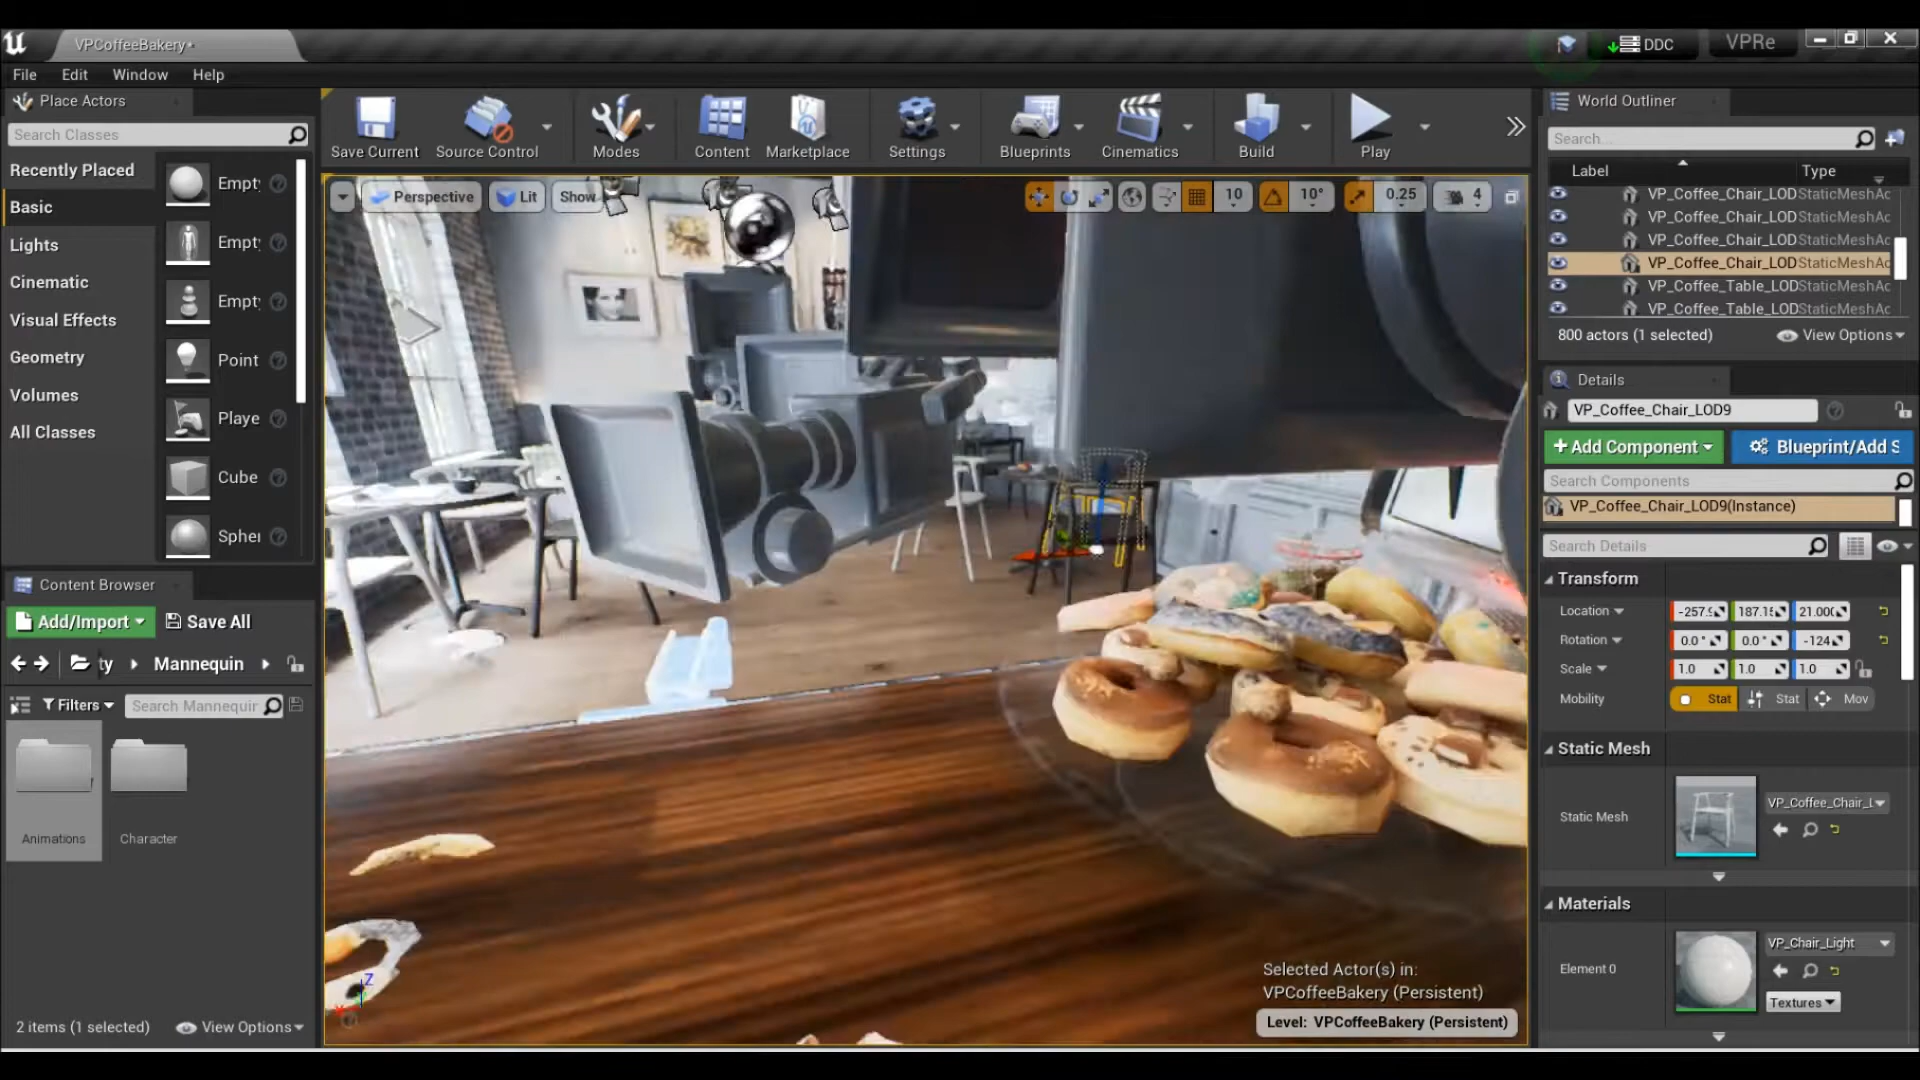 VPCoffeeBakery*
DDC
VPRe
File Edit Window Help
Place Actors
Search Classes
Recently Placed
Basic
Lights
Cinematic
Visual Effects
Geometry
Volumes
All Classes
Empt
Empt
Empt
Point
Playe
Cube
Spher
Save Current
Source Control
Modes
Content
Marketplace
Settings
Blueprints
Cinematics
Build
Play
Perspective Lit Show
10 10° 0.25 4
Selected Actor(s) in:
VPCoffeeBakery (Persistent)
Level: VPCoffeeBakery (Persistent)
Content Browser
Add/Import Save All
ty Mannequin
Filters Search Mannequin
Animations Character
2 items (1 selected) View Options
World Outliner
Search...
Label Type
VP_Coffee_Chair_LOD StaticMeshAc
VP_Coffee_Chair_LOD StaticMeshAc
VP_Coffee_Chair_LOD StaticMeshAc
VP_Coffee_Chair_LOD StaticMeshAc
VP_Coffee_Table_LOD StaticMeshAc
VP_Coffee_Table_LOD StaticMeshAc
800 actors (1 selected) View Options
Details
VP_Coffee_Chair_LOD9
+Add Component Blueprint/Add S
Search Components
VP_Coffee_Chair_LOD9(Instance)
Search Details
Transform
Location -257. 187.1 21.00
Rotation 0.0° 0.0° -124
Scale 1.0 1.0 1.0
Mobility Stat Stat Mov
Static Mesh
Static Mesh VP_Coffee_Chair_L
Materials
Element 0 VP_Chair_Light
Textures
Z